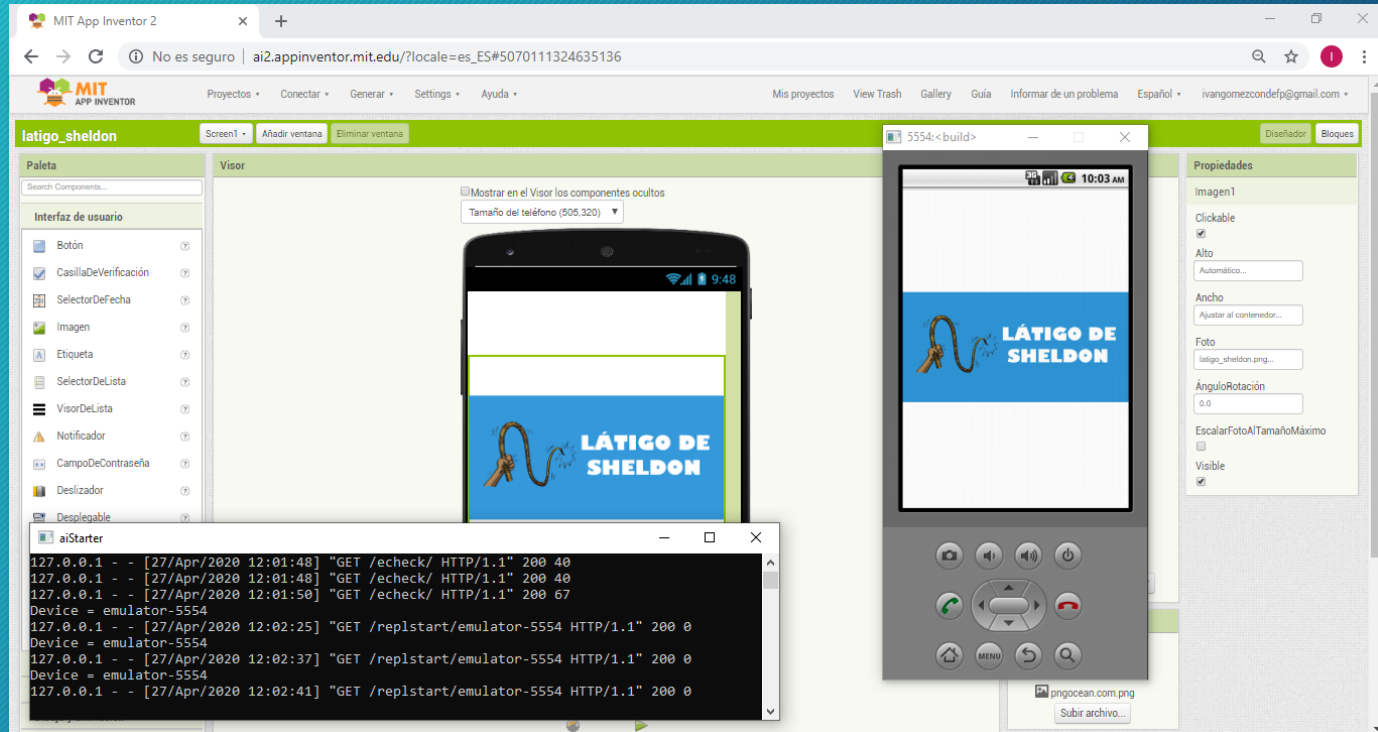 MIT App Inventor 2
No es seguro | ai2.appinventor.mit.edu/?locale=es_ES#5070111324635136
I
MIT
APP INVENTOR
Proyectos Conectar Generar Settings Ayuda Mis proyectos View Trash Gallery Guía Informar de un problema Español ivangomezcondefp@gmail.com
latigo_sheldon Screen1 Añadir ventana Eliminar ventana Diseñador Bloques
Paleta
Search Components...
Interfaz de usuario
Botón
CasillaDeVerificación
SelectorDeFecha
Imagen
Etiqueta
SelectorDeLista
VisorDeLista
Notificador
CampoDeContraseña
Deslizador
Desplegable
Visor
Mostrar en el Visor los componentes ocultos
Tamaño del teléfono (505,320)
9:48
LÁTIGO DE
SHELDON
5554:<build>
3G 10:03 AM
LÁTIGO DE
SHELDON
MENU
Propiedades
Imagen1
Clickable
Alto
Automático...
Ancho
Ajustar al contenedor...
Foto
latigo_sheldon.png...
ÁnguloRotación
0.0
EscalarFotoAlTamañoMáximo
Visible
pngocean.com.png
Subir archivo...
aiStarter
127.0.0.1 - - [27/Apr/2020 12:01:48] "GET /echeck/ HTTP/1.1" 200 40
127.0.0.1 - - [27/Apr/2020 12:01:48] "GET /echeck/ HTTP/1.1" 200 40
127.0.0.1 - - [27/Apr/2020 12:01:50] "GET /echeck/ HTTP/1.1" 200 67
Device = emulator-5554
127.0.0.1 - - [27/Apr/2020 12:02:25] "GET /replstart/emulator-5554 HTTP/1.1" 200 0
Device = emulator-5554
127.0.0.1 - - [27/Apr/2020 12:02:37] "GET /replstart/emulator-5554 HTTP/1.1" 200 0
Device = emulator-5554
127.0.0.1 - - [27/Apr/2020 12:02:41] "GET /replstart/emulator-5554 HTTP/1.1" 200 0